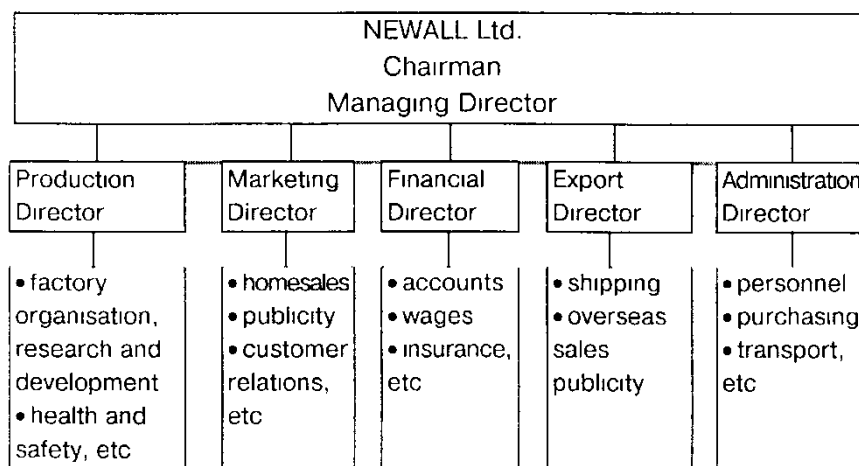 NEWALL Ltd.
Chairman
Managing Director
Production
Director
Marketing
Director
Financial
Director
Export
Director
Administration
Director
• factory
organisation,
research and
development
• health and
safety, etc
• homesales
• publicity
• customer
relations,
etc
• accounts
• wages
• insurance,
etc
• shipping
• overseas
sales
publicity
• personnel
• purchasing
• transport,
etc